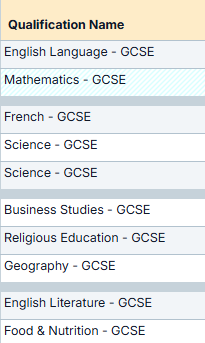 Qualification Name
English Language - GCSE
Mathematics - GCSE
French - GCSE
Science - GCSE
Science - GCSE
Business Studies - GCSE
Religious Education - GCSE
Geography - GCSE
English Literature - GCSE
Food & Nutrition - GCSE